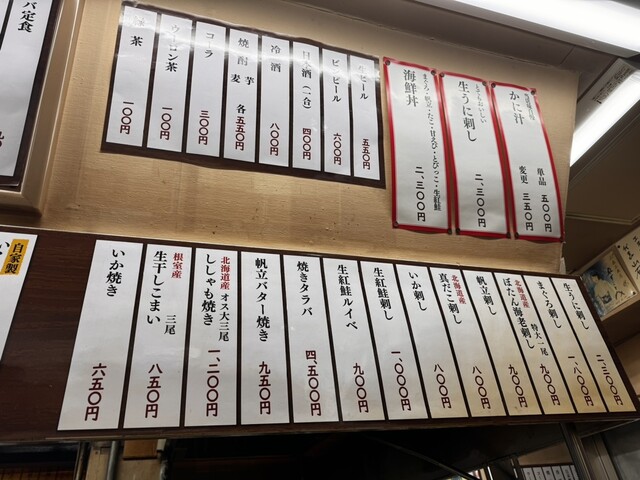 生ビール 五五〇円
ビンビール 六〇〇円
日本酒（一合） 四〇〇円
冷酒 八〇〇円
焼酎 芋 麦 各五五〇円
コーラ 三〇〇円
ウーロン茶 一〇〇円
茶 一〇〇円
かに汁 単品 五〇〇円
変更 三五〇円
生うに刺し
二、三〇〇円
海鮮丼
まぐろ・帆立・たこ・甘えび・とびっこ・生紅鮭
二、三〇〇円
バ定食
生うに刺し 二、三〇〇円
まぐろ刺し 一、八〇〇円
北海道産 ぼたん海老刺し 特大一尾 九〇〇円
帆立刺し 九〇〇円
北海道産 真だこ刺し 八〇〇円
いか刺し 八〇〇円
生紅鮭刺し 一、〇〇〇円
生紅鮭ルイベ 九〇〇円
焼きタラバ 四、五〇〇円
帆立バター焼き 九五〇円
北海道産 オス大三尾
ししゃも焼き 一、二〇〇円
根室産 三尾
生干しこまい 八五〇円
いか焼き 六五〇円
自家製